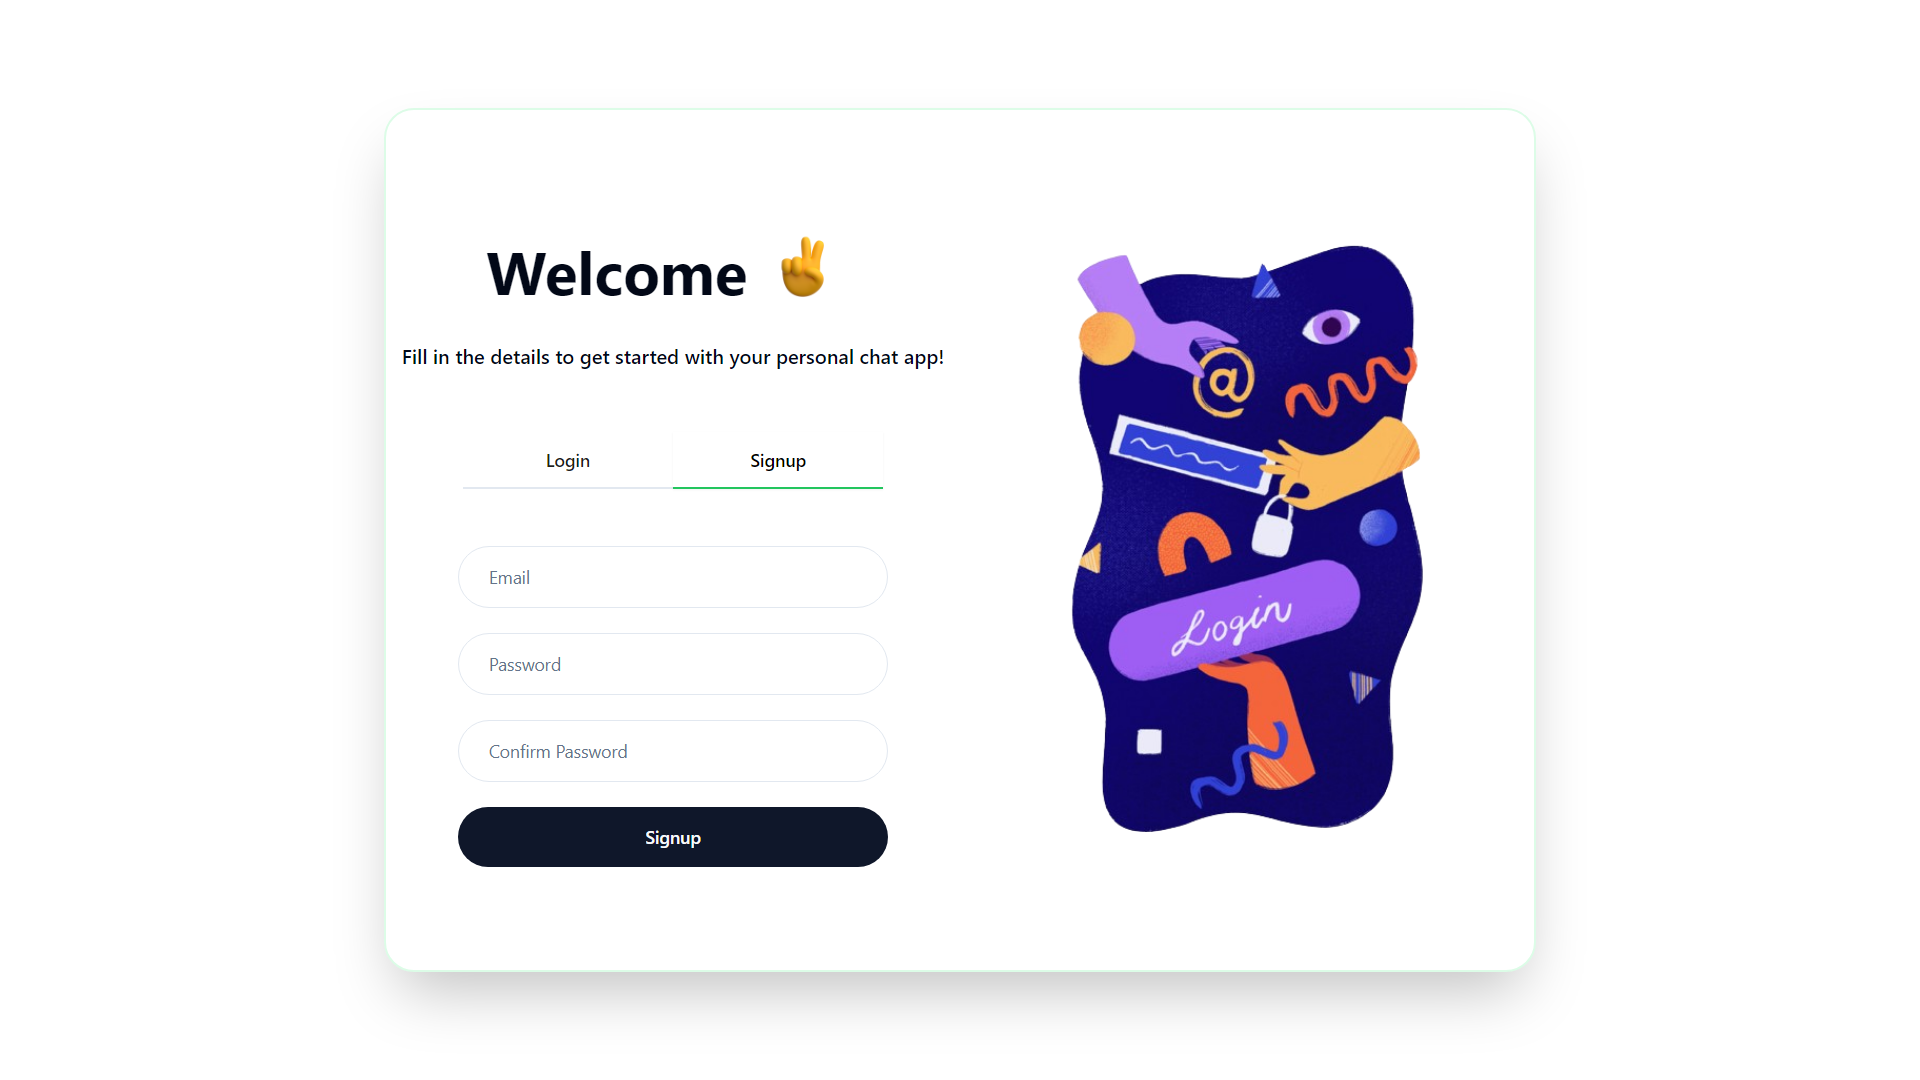 Welcome ✌
Fill in the details to get started with your personal chat app!
Login
Signup
Email
Password
Confirm Password
Signup
@
Login